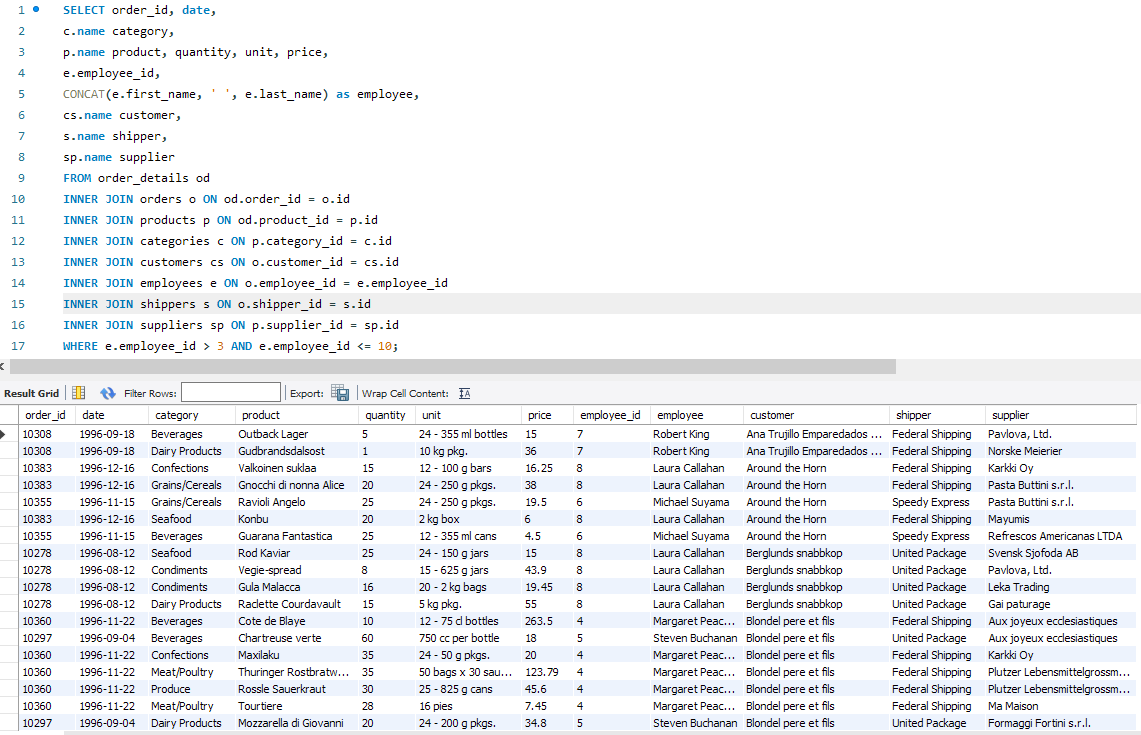 1 SELECT order_id, date,
2 c.name category,
3 p.name product, quantity, unit, price,
4 e.employee_id,
5 CONCAT(e.first_name, ' ', e.last_name) as employee,
6 cs.name customer,
7 s.name shipper,
8 sp.name supplier
9 FROM order_details od
10 INNER JOIN orders o ON od.order_id = o.id
11 INNER JOIN products p ON od.product_id = p.id
12 INNER JOIN categories c ON p.category_id = c.id
13 INNER JOIN customers cs ON o.customer_id = cs.id
14 INNER JOIN employees e ON o.employee_id = e.employee_id
15 INNER JOIN shippers s ON o.shipper_id = s.id
16 INNER JOIN suppliers sp ON p.supplier_id = sp.id
17 WHERE e.employee_id > 3 AND e.employee_id <= 10;
Result Grid Filter Rows: Export: Wrap Cell Content:
order_id date category product quantity unit price employee_id employee customer shipper supplier
10308 1996-09-18 Beverages Outback Lager 5 24 - 355 ml bottles 15 7 Robert King Ana Trujillo Emparedados ... Federal Shipping Pavlova, Ltd.
10308 1996-09-18 Dairy Products Gudbrandsdalsost 1 10 kg pkg. 36 7 Robert King Ana Trujillo Emparedados ... Federal Shipping Norske Meierier
10383 1996-12-16 Confections Valkoinen suklaa 15 12 - 100 g bars 16.25 8 Laura Callahan Around the Horn Federal Shipping Karkki Oy
10383 1996-12-16 Grains/Cereals Gnocchi di nonna Alice 20 24 - 250 g pkgs. 38 8 Laura Callahan Around the Horn Federal Shipping Pasta Buttini s.r.l.
10355 1996-11-15 Grains/Cereals Ravioli Angelo 25 24 - 250 g pkgs. 19.5 6 Michael Suyama Around the Horn Speedy Express Pasta Buttini s.r.l.
10383 1996-12-16 Seafood Konbu 20 2 kg box 6 8 Laura Callahan Around the Horn Federal Shipping Mayumis
10355 1996-11-15 Beverages Guarana Fantastica 25 12 - 355 ml cans 4.5 6 Michael Suyama Around the Horn Speedy Express Refrescos Americanas LTDA
10278 1996-08-12 Seafood Rod Kaviar 25 24 - 150 g jars 15 8 Laura Callahan Berglunds snabbkop United Package Svensk Sjofoda AB
10278 1996-08-12 Condiments Vegie-spread 8 15 - 625 g jars 43.9 8 Laura Callahan Berglunds snabbkop United Package Pavlova, Ltd.
10278 1996-08-12 Condiments Gula Malacca 16 20 - 2 kg bags 19.45 8 Laura Callahan Berglunds snabbkop United Package Leka Trading
10278 1996-08-12 Dairy Products Raclette Courdavault 15 5 kg pkg. 55 8 Laura Callahan Berglunds snabbkop United Package Gai paturage
10360 1996-11-22 Beverages Cote de Blaye 10 12 - 75 cl bottles 263.5 4 Margaret Peac... Blondel pere et fils Federal Shipping Aux joyeux ecclesiastiques
10297 1996-09-04 Beverages Chartreuse verte 60 750 cc per bottle 18 5 Steven Buchanan Blondel pere et fils United Package Aux joyeux ecclesiastiques
10360 1996-11-22 Confections Maxilaku 35 24 - 50 g pkgs. 20 4 Margaret Peac... Blondel pere et fils Federal Shipping Karkki Oy
10360 1996-11-22 Meat/Poultry Thuringer Rostbratw... 35 50 bags x 30 sau... 123.79 4 Margaret Peac... Blondel pere et fils Federal Shipping Plutzer Lebensmittelgrossm...
10360 1996-11-22 Produce Rossle Sauerkraut 30 25 - 825 g cans 45.6 4 Margaret Peac... Blondel pere et fils Federal Shipping Plutzer Lebensmittelgrossm...
10360 1996-11-22 Meat/Poultry Tourtiere 28 16 pies 7.45 4 Margaret Peac... Blondel pere et fils Federal Shipping Ma Maison
10297 1996-09-04 Dairy Products Mozzarella di Giovanni 20 24 - 200 g pkgs. 34.8 5 Steven Buchanan Blondel pere et fils United Package Formaggi Fortini s.r.l.